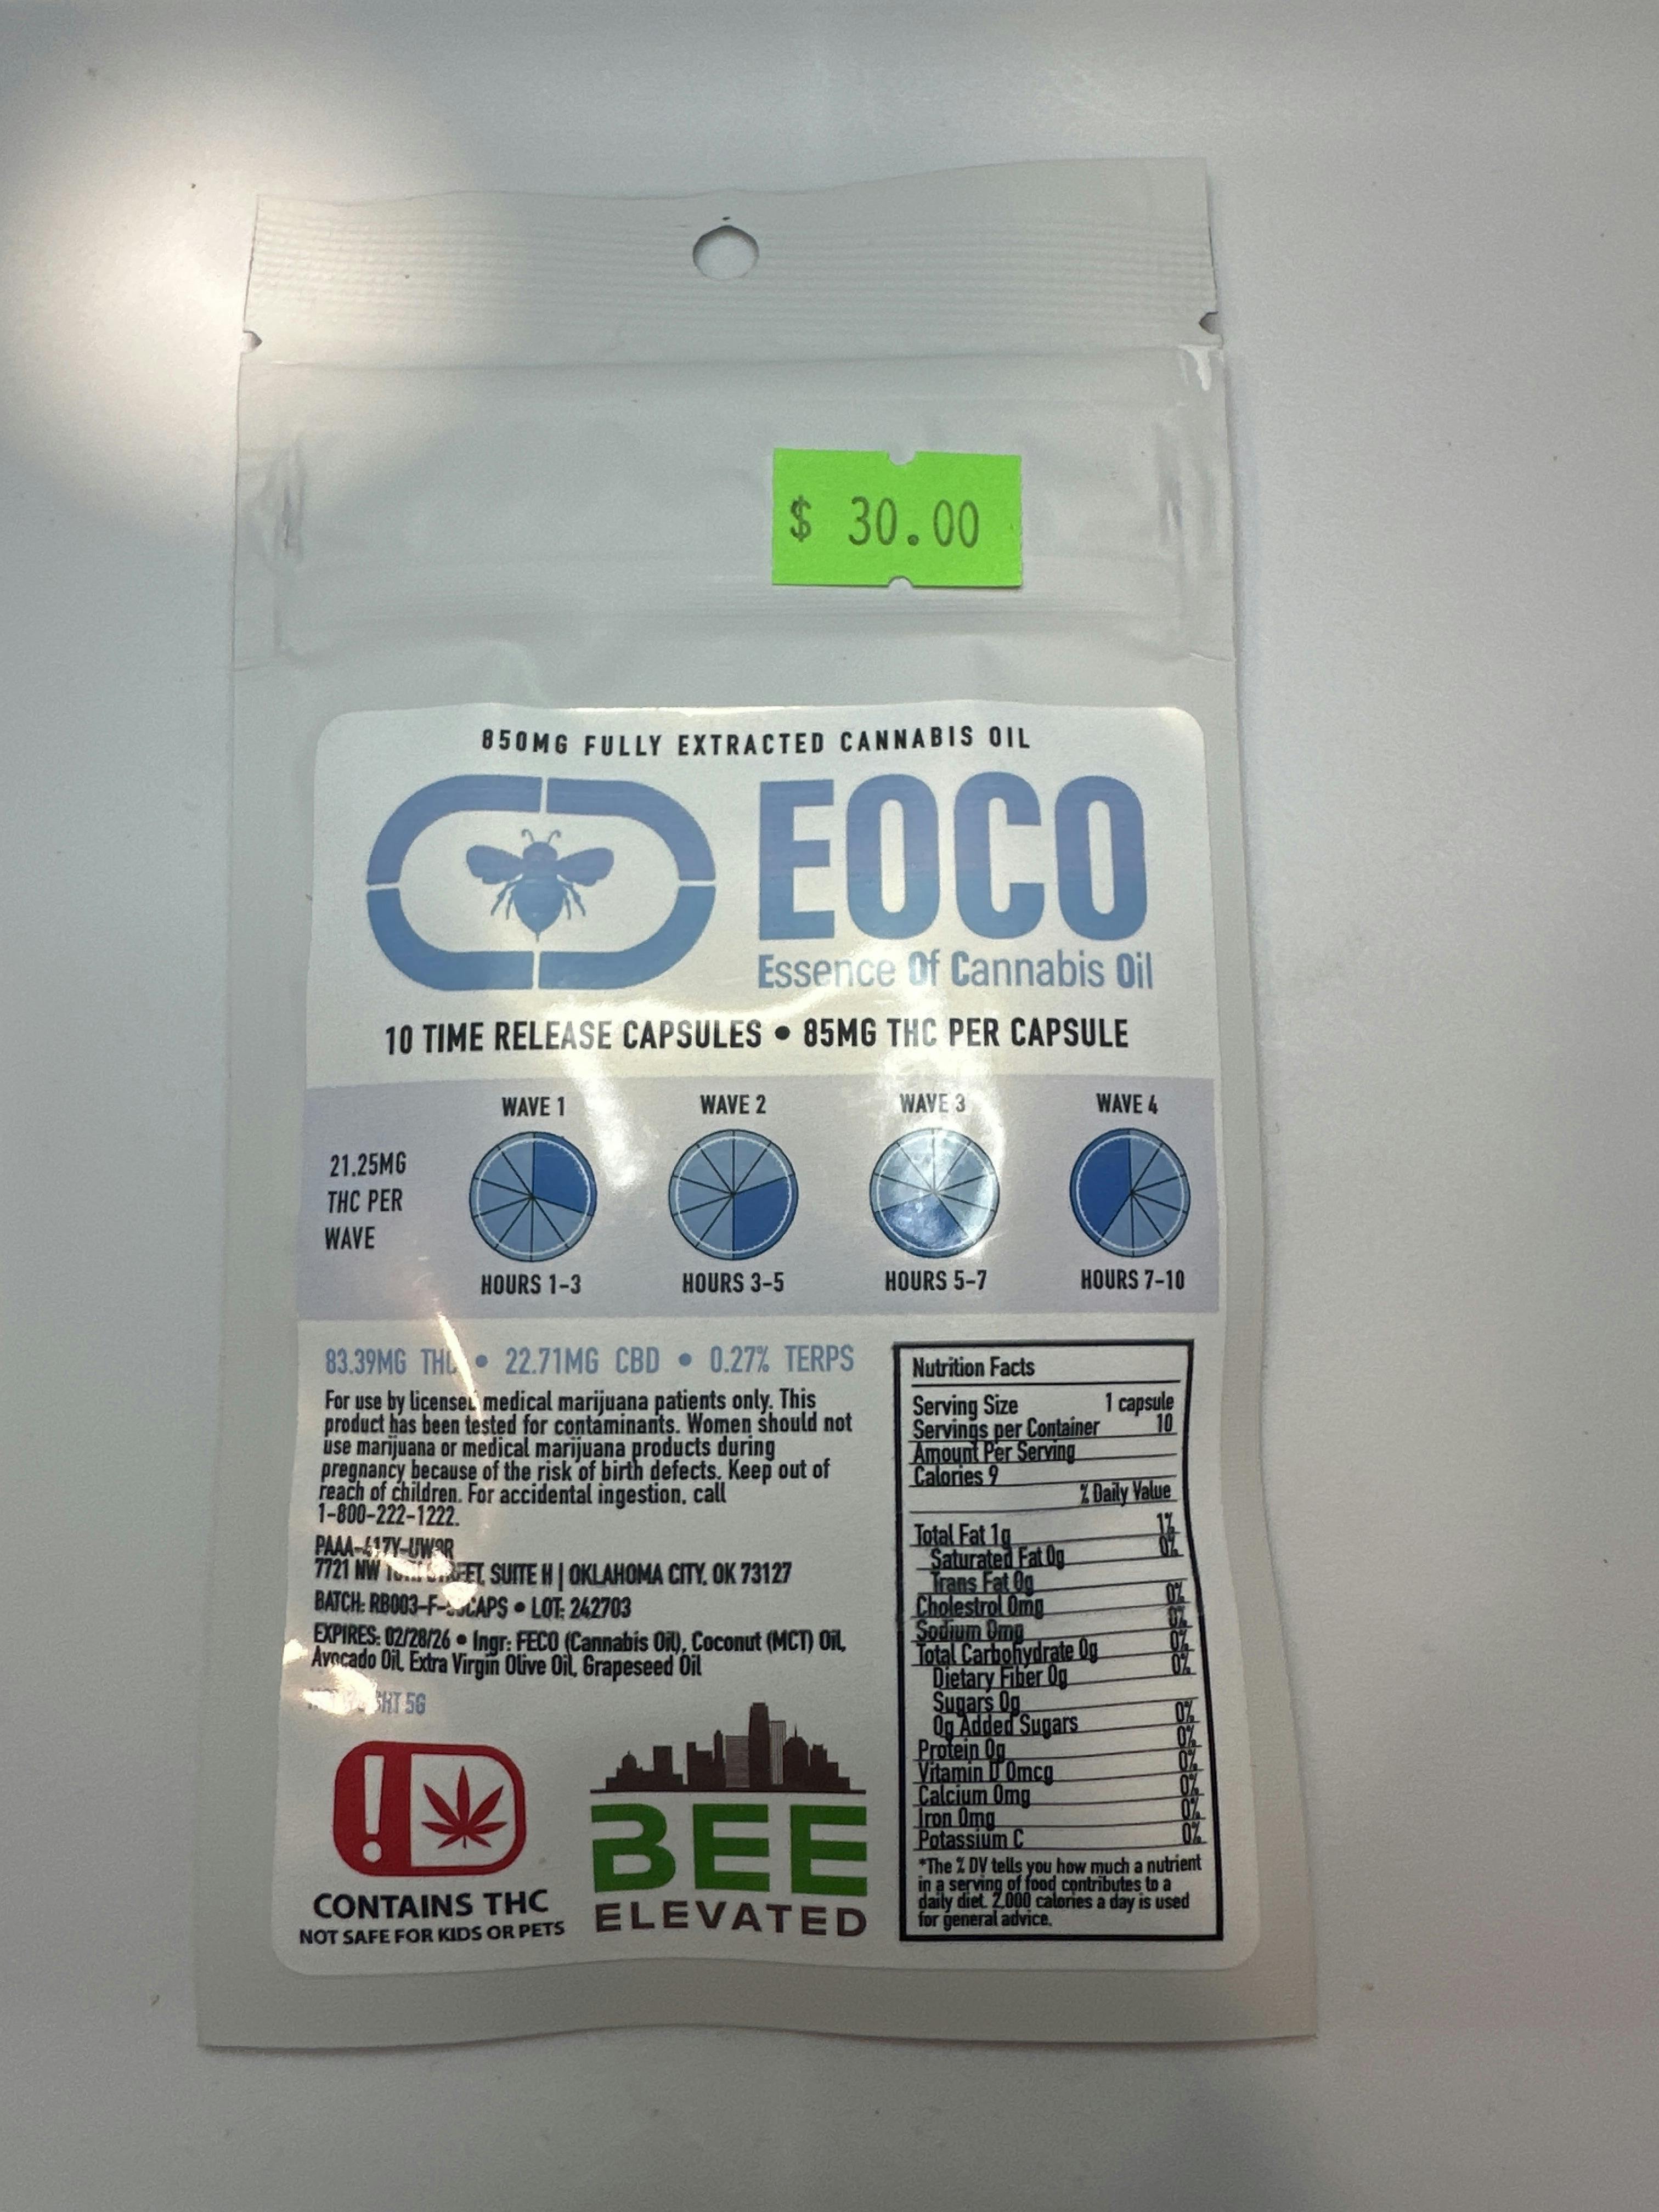 $ 30.00
850MG FULLY EXTRACTED CANNABIS OIL
EOCO
Essence Of Cannabis Oil
10 TIME RELEASE CAPSULES • 85MG THC PER CAPSULE
WAVE 1 WAVE 2 WAVE 3 WAVE 4
21.25MG
THC PER
WAVE
HOURS 1-3 HOURS 3-5 HOURS 5-7 HOURS 7-10
83.39MG THC • 22.71MG CBD • 0.27% TERPS
For use by licensed medical marijuana patients only. This
product has been tested for contaminants. Women should not
use marijuana or medical marijuana products during
pregnancy because of the risk of birth defects. Keep out of
reach of children. For accidental ingestion, call
1-800-222-1222.
7721 NW STREET, SUITE H | OKLAHOMA CITY, OK 73127
BATCH: • LOT: 242703
EXPIRES: 02/28/26 • Ingr: FECO (Cannabis Oil), Coconut (MCT) Oil,
Avocado Oil, Extra Virgin Olive Oil, Grapeseed Oil
5G
CONTAINS THC
NOT SAFE FOR KIDS OR PETS
BEE
ELEVATED
Nutrition Facts
Serving Size 1 capsule
Servings per Container 10
Amount Per Serving
Calories 9
% Daily Value
Total Fat 1g 1%
Saturated Fat 0g 0%
Trans Fat 0g
Cholestrol 0mg 0%
Sodium 0mg 0%
Total Carbohydrate 0g 0%
Dietary Fiber 0g 0%
Sugars 0g
0g Added Sugars 0%
Protein 0g 0%
Vitamin D 0mcg 0%
Calcium 0mg 0%
Iron 0mg 0%
Potassium C 0%
*The % DV tells you how much a nutrient
in a serving of food contributes to a
daily diet. 2,000 calories a day is used
for general advice.